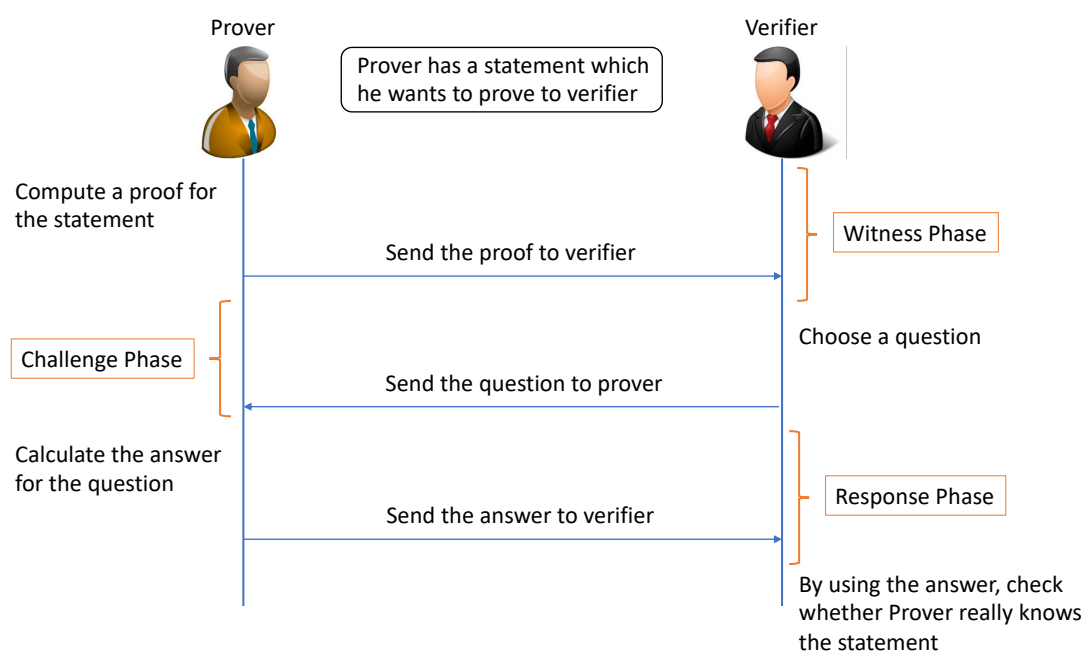 Prover
Verifier
Prover has a statement which
he wants to prove to verifier
Compute a proof for
the statement
Witness Phase
Send the proof to verifier
Choose a question
Challenge Phase
Send the question to prover
Calculate the answer
for the question
Response Phase
Send the answer to verifier
By using the answer, check
whether Prover really knows
the statement